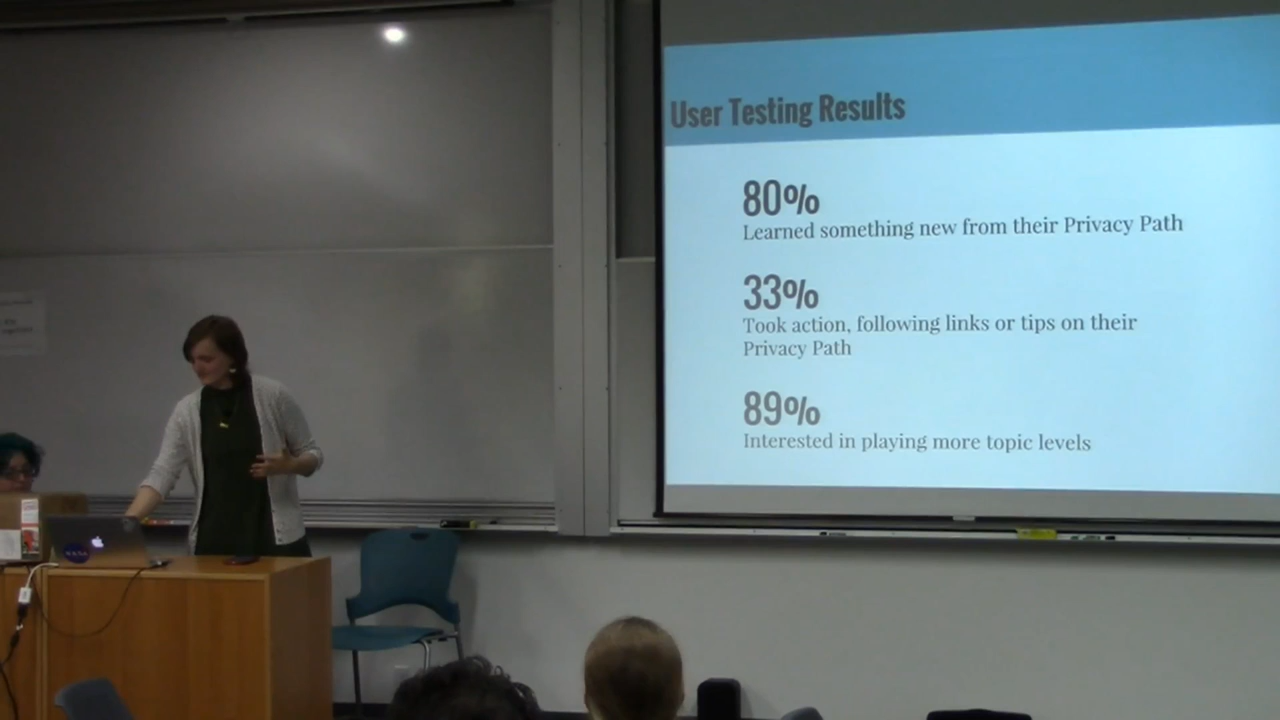 User Testing Results
80%
Learned something new from their Privacy Path
33%
Took action, following links or tips on their
Privacy Path
89%
Interested in playing more topic levels
NASA